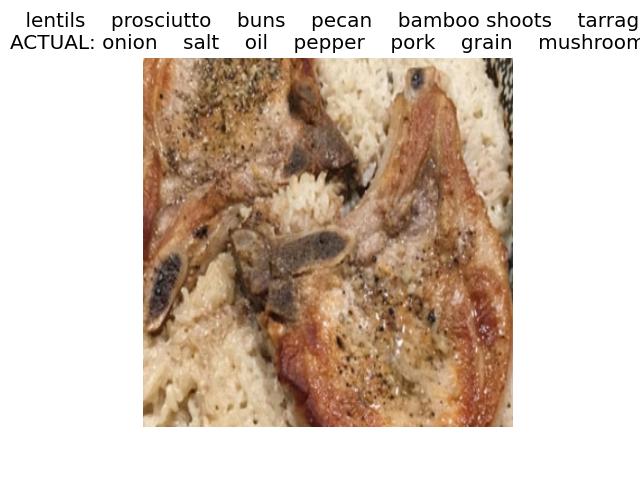 lentils prosciutto buns pecan bamboo shoots tarrag
ACTUAL: onion salt oil pepper pork grain mushroom